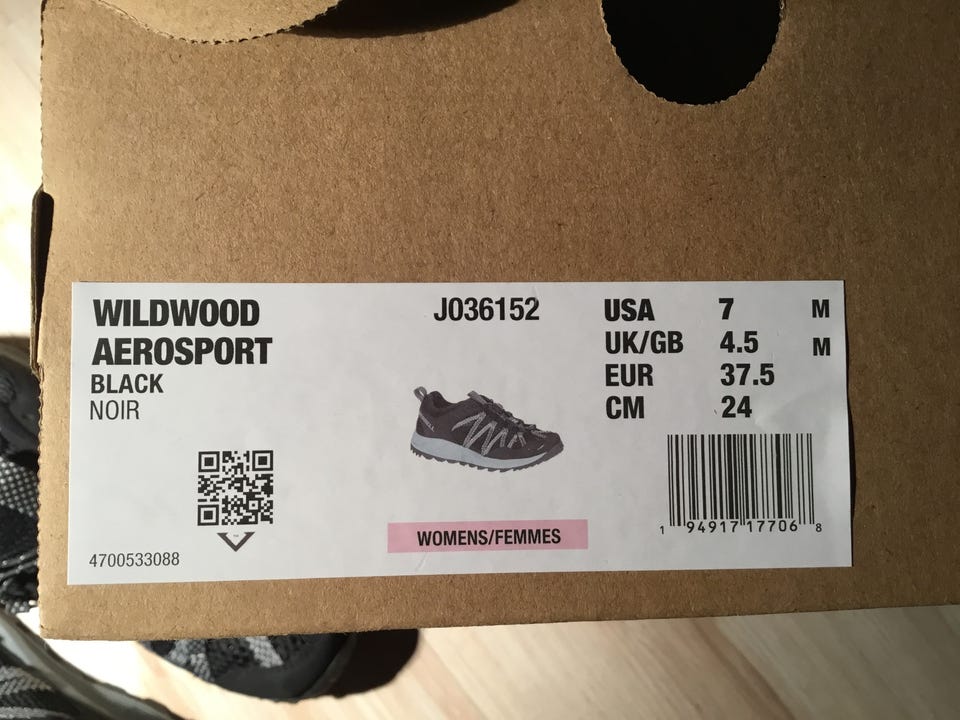 WILDWOOD
AEROSPORT
BLACK
NOIR
4700533088
J036152
WOMENS/FEMMES
USA 7 M
UK/GB 4.5 M
EUR 37.5
CM 24
1 94917 17706 8